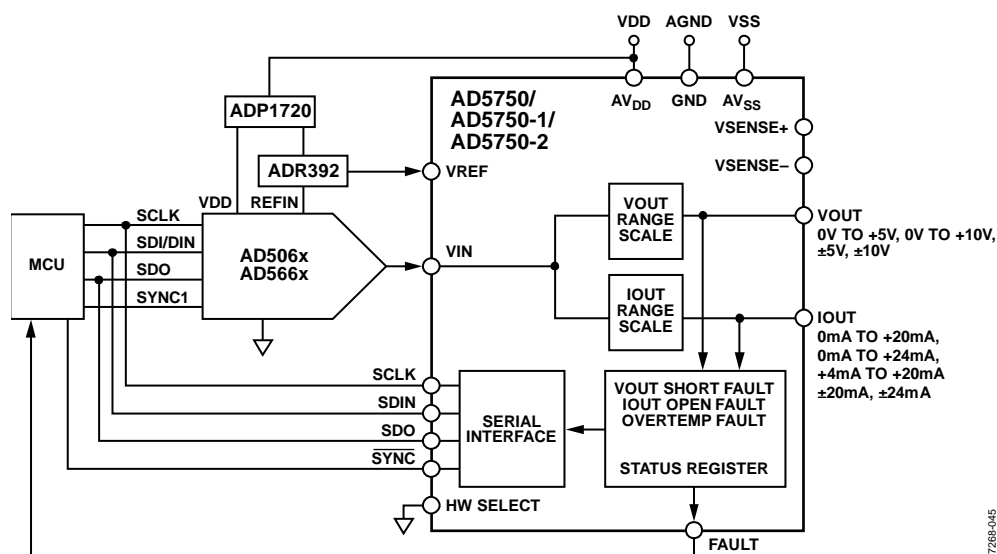 VDD AGND VSS
AVDD GND AVSS
AD5750/
AD5750-1/
AD5750-2
VSENSE+
VSENSE–
ADP1720
ADR392
VREF
VDD REFIN
MCU
SCLK
SDI/DIN
SDO
SYNC1
AD506x
AD566x
VIN
VOUT
RANGE
SCALE
VOUT
0V TO +5V, 0V TO +10V,
±5V, ±10V
IOUT
RANGE
SCALE
IOUT
0mA TO +20mA,
0mA TO +24mA,
+4mA TO +20mA
±20mA, ±24mA
SCLK
SDIN
SDO
SYNC
SERIAL
INTERFACE
VOUT SHORT FAULT
IOUT OPEN FAULT
OVERTEMP FAULT
STATUS REGISTER
HW SELECT
FAULT
7268-045